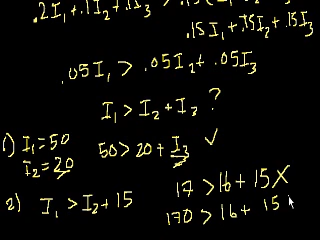 .2I₁+.1I₂+.1I₃ >
.15I₁+.15I₂+.15I₃
.05I₁ > .05I₂+.05I₃
I₁ > I₂+I₃ ?
1) I₁=50 50>20+I₃ ✓
I₂=20
17 >16+15X
2) I₁ > I₂+15 170 > 16+15